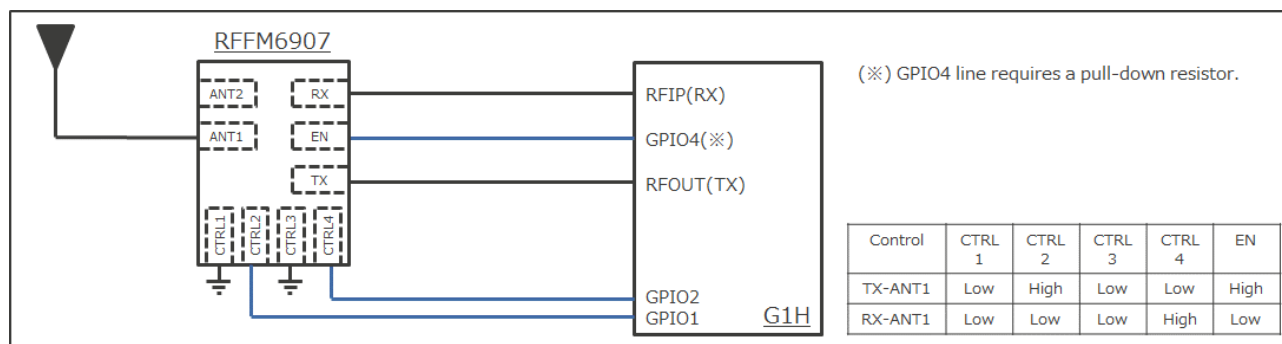 RFFM6907
(※) GPIO4 line requires a pull-down resistor.
ANT2
RX
RFIP(RX)
ANT1
EN
GPIO4(※)
TX
RFOUT(TX)
CTRL1
CTRL2
CTRL3
CTRL4
GPIO2
GPIO1
G1H
Control CTRL 1 CTRL 2 CTRL 3 CTRL 4 EN
TX-ANT1 Low High Low Low High
RX-ANT1 Low Low Low High Low